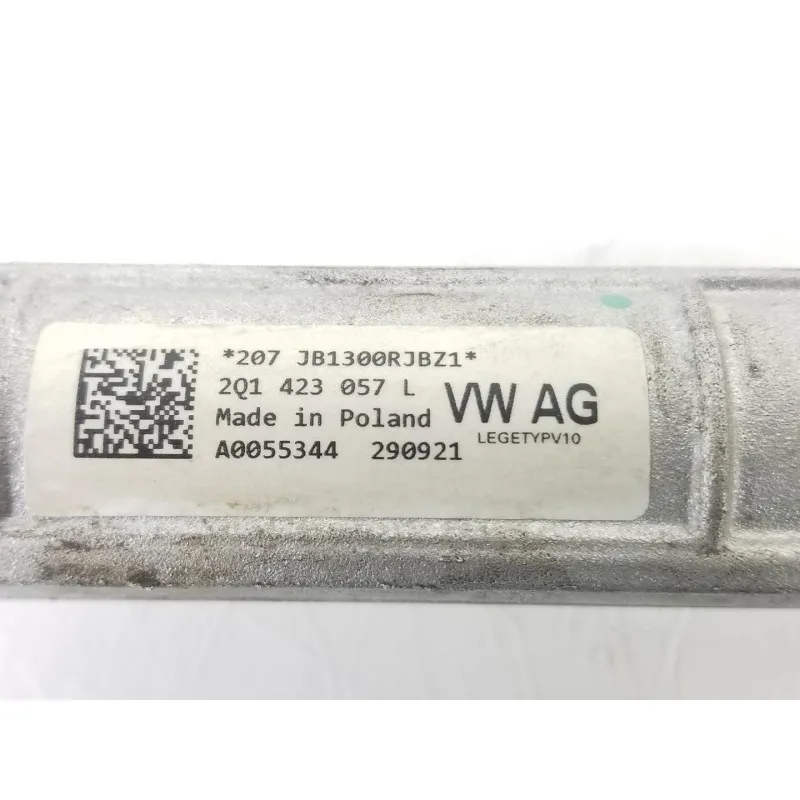 *207 JB1300RJBZ1*
2Q1 423 057 L
Made in Poland
A0055344 290921
VW AG
LEGETYPV10